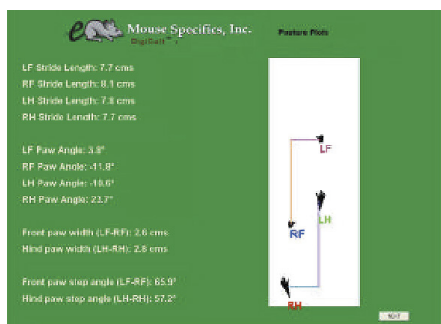 e Mouse Specifics, Inc.
DigiGait™
Posture Plots
LF Stride Length: 7.7 cms
RF Stride Length: 8.1 cms
LH Stride Length: 7.8 cms
RH Stride Length: 7.7 cms
LF Paw Angle: 3.8°
RF Paw Angle: -11.8°
LH Paw Angle: -10.6°
RH Paw Angle: 23.7°
Front paw width (LF-RF): 2.6 cms
Hind paw width (LH-RH): 2.8 cms
Front paw step angle (LF-RF): 65.9°
Hind paw step angle (LH-RH): 57.2°
LF
LH
RF
RH